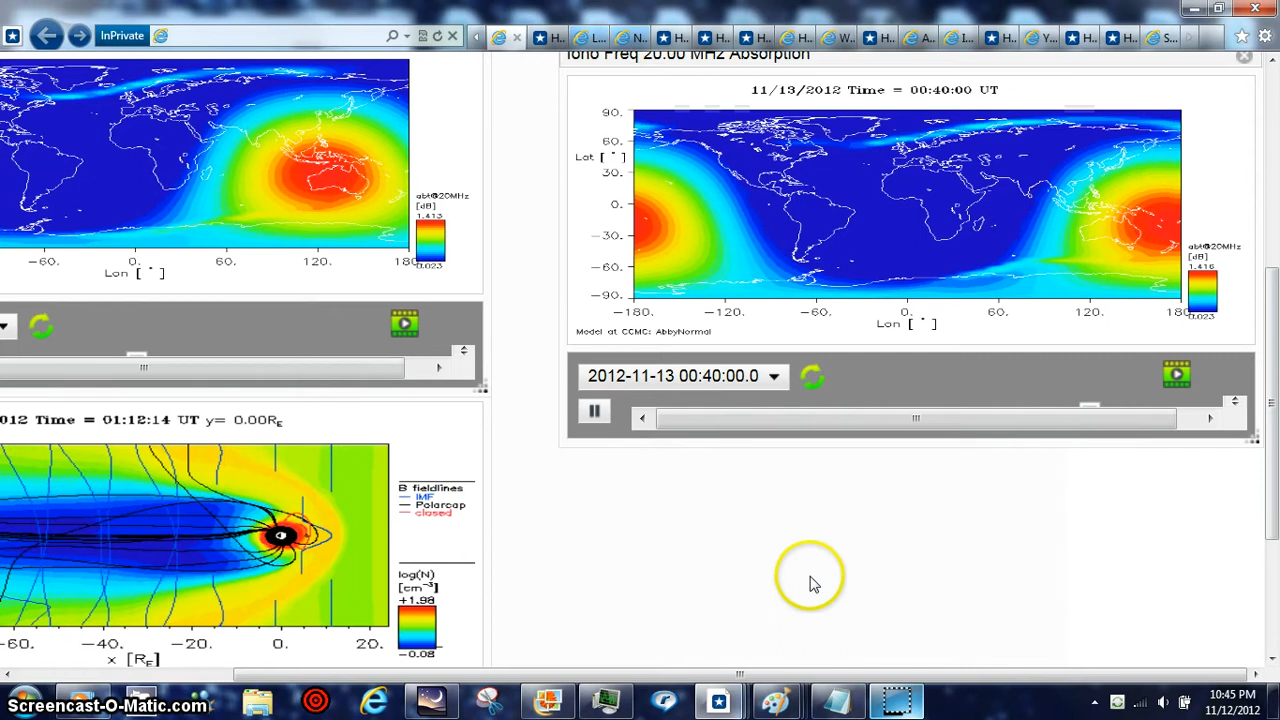 InPrivate
H.
L..
N..
H..
H..
H..
H..
W..
H..
A..
I...
H..
Y..
H..
H..
S..
Iono Freq 20.00 MHz Absorption
11/13/2012 Time = 00:40:00 UT
90.
60.
30.
0.
−30.
−60.
−90.
Lat [ ° ]
−180.
−120.
−60.
0.
60.
120.
180.
Lon [ ° ]
abt@20MHz
[dB]
1.416
0.023
Model at CCMC: AbbyNormal
2012-11-13 00:40:00.0
abt@20MHz
[dB]
1.413
0.023
−60.
0.
60.
120.
180.
Lon [ ° ]
012 Time = 01:12:14 UT y= 0.00RE
B fieldlines
IMF
Polarcap
closed
log(N)
[cm−3]
+1.98
−0.08
−60.
−40.
−20.
0.
20.
x [RE]
Screencast-O-Matic.com
10:45 PM
11/12/2012